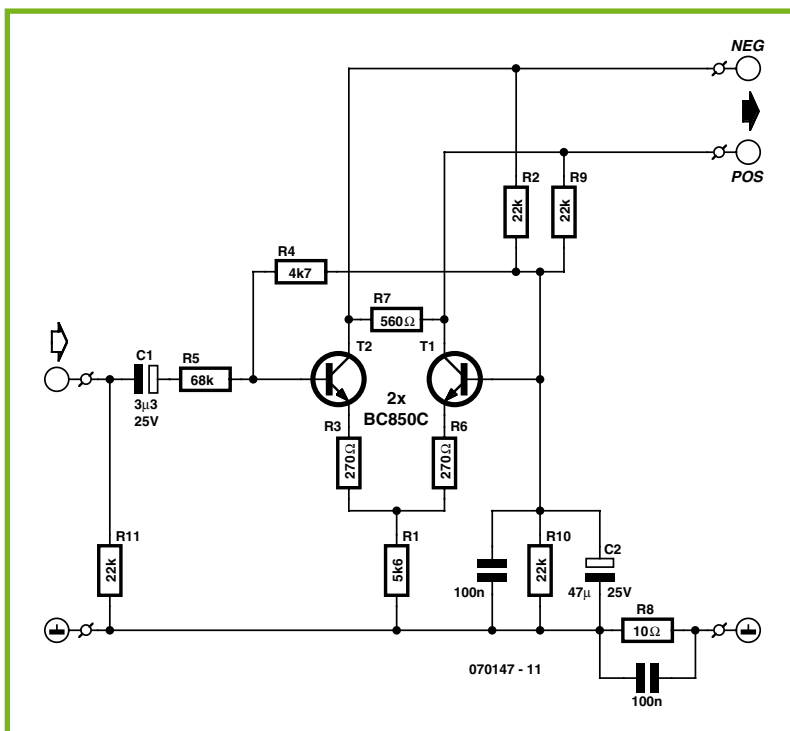 NEG
POS
R2
R9
22k
22k
R4
4k7
R7
560Ω
C1
R5
T2
T1
68k
3µ3
25V
2x
BC850C
R3
R6
270Ω
270Ω
R11
R1
R10
C2
22k
5k6
22k
100n
47µ
25V
R8
10Ω
070147 - 11
100n